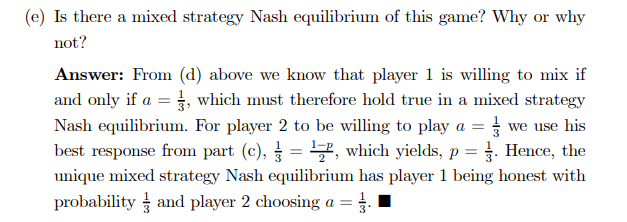 (e) Is there a mixed strategy Nash equilibrium of this game? Why or why
not?
Answer: From (d) above we know that player 1 is willing to mix if
and only if a = 1/3, which must therefore hold true in a mixed strategy
Nash equilibrium. For player 2 to be willing to play a = 1/3 we use his
best response from part (c), 1/3 = (1−p)/2, which yields, p = 1/3. Hence, the
unique mixed strategy Nash equilibrium has player 1 being honest with
probability 1/3 and player 2 choosing a = 1/3. ■